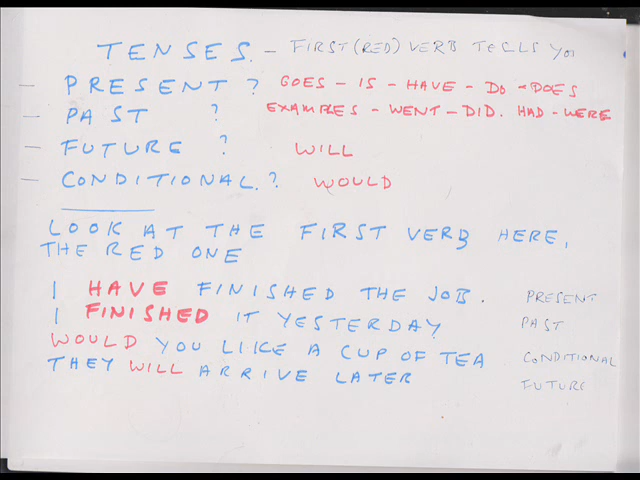 TENSES. - FIRST (RED) VERB TELLS YOU
- PRESENT ? GOES - IS - HAVE - DO - DOES
- PAST ? EXAMPLES - WENT - DID. HAD - WERE
- FUTURE ? WILL
- CONDITIONAL. ? WOULD
LOOK AT THE FIRST VERB HERE,
THE RED ONE
I HAVE FINISHED THE JOB. PRESENT
I FINISHED IT YESTERDAY PAST
WOULD YOU LIKE A CUP OF TEA CONDITIONAL
THEY WILL ARRIVE LATER FUTURE